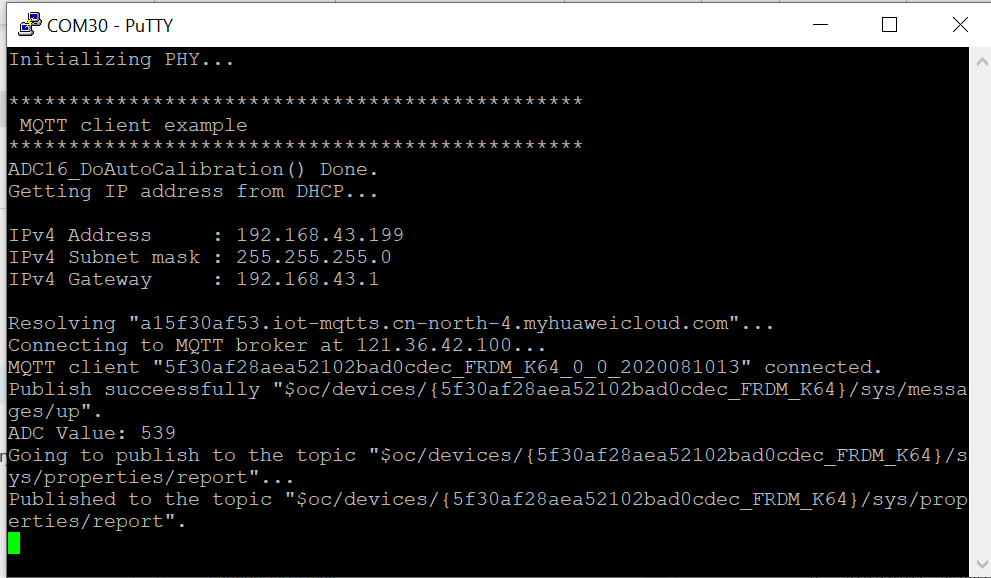 COM30 - PuTTY
Initializing PHY...
*************************************************
 MQTT client example
*************************************************
ADC16_DoAutoCalibration() Done.
Getting IP address from DHCP...
IPv4 Address     : 192.168.43.199
IPv4 Subnet mask : 255.255.255.0
IPv4 Gateway     : 192.168.43.1
Resolving "a15f30af53.iot-mqtts.cn-north-4.myhuaweicloud.com"...
Connecting to MQTT broker at 121.36.42.100...
MQTT client "5f30af28aea52102bad0cdec_FRDM_K64_0_0_2020081013" connected.
Publish succeessfully "$oc/devices/{5f30af28aea52102bad0cdec_FRDM_K64}/sys/messa
ges/up".
ADC Value: 539
Going to publish to the topic "$oc/devices/{5f30af28aea52102bad0cdec_FRDM_K64}/s
ys/properties/report"...
Published to the topic "$oc/devices/{5f30af28aea52102bad0cdec_FRDM_K64}/sys/prop
erties/report".